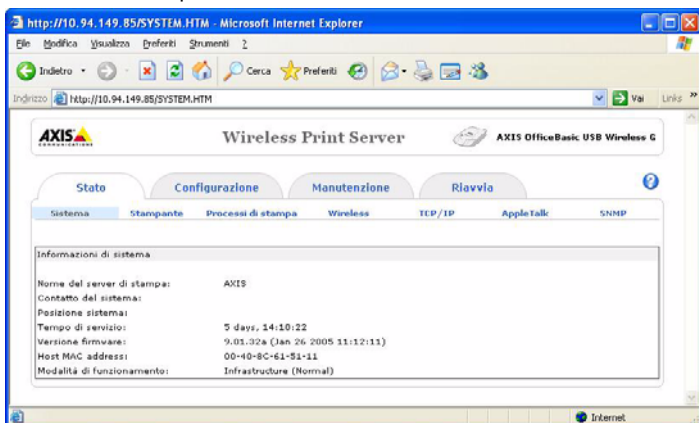 http://10.94.149.85/SYSTEM.HTM - Microsoft Internet Explorer
File Modifica Visualizza Preferiti Strumenti ?
Indietro Cerca Preferiti
Indirizzo http://10.94.149.85/SYSTEM.HTM Vai Links »
AXIS COMMUNICATIONS Wireless Print Server AXIS OfficeBasic USB Wireless G
Stato Configurazione Manutenzione Riavvia ?
Sistema Stampante Processi di stampa Wireless TCP/IP AppleTalk SNMP
Informazioni di sistema
Nome del server di stampa: AXIS
Contatto del sistema:
Posizione sistema:
Tempo di servizio: 5 days, 14:10:22
Versione firmware: 9.01.32a (Jan 26 2005 11:12:11)
Host MAC address: 00-40-8C-61-51-11
Modalità di funzionamento: Infrastructure (Normal)
Internet